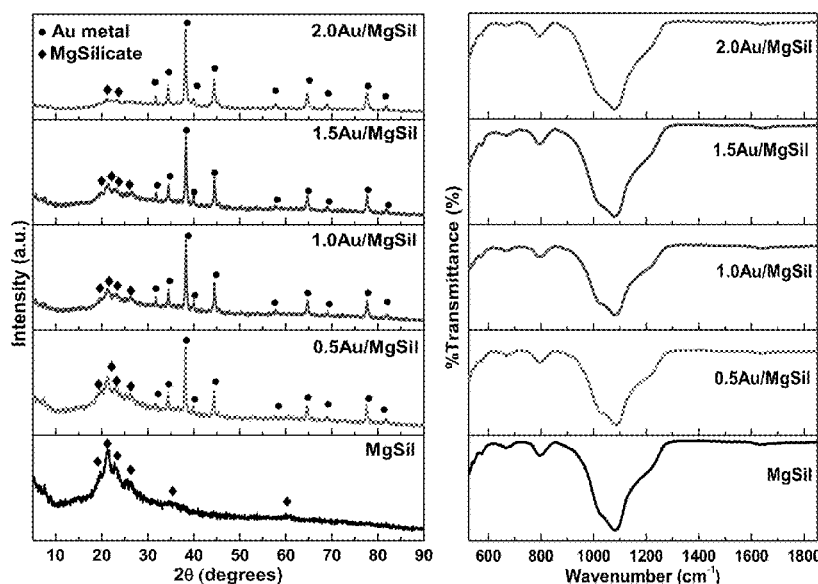 Au metal
MgSilicate
2.0Au/MgSil
1.5Au/MgSil
1.0Au/MgSil
0.5Au/MgSil
MgSil
Intensity (a.u.)
10 20 30 40 50 60 70 80 90
2θ (degrees)
2.0Au/MgSil
1.5Au/MgSil
1.0Au/MgSil
0.5Au/MgSil
MgSil
%Transmittance (%)
600 800 1000 1200 1400 1600 1800
Wavenumber (cm⁻¹)